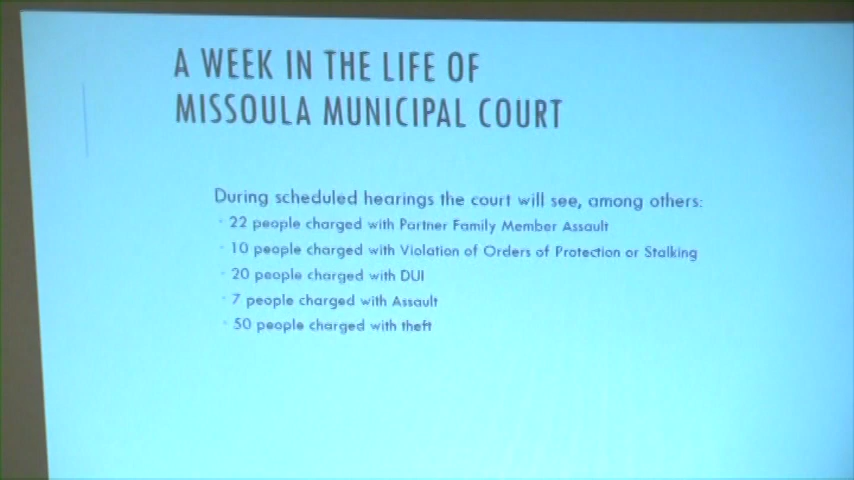 A WEEK IN THE LIFE OF
MISSOULA MUNICIPAL COURT
During scheduled hearings the court will see, among others:
• 22 people charged with Partner Family Member Assault
• 10 people charged with Violation of Orders of Protection or Stalking
• 20 people charged with DUI
• 7 people charged with Assault
• 50 people charged with theft